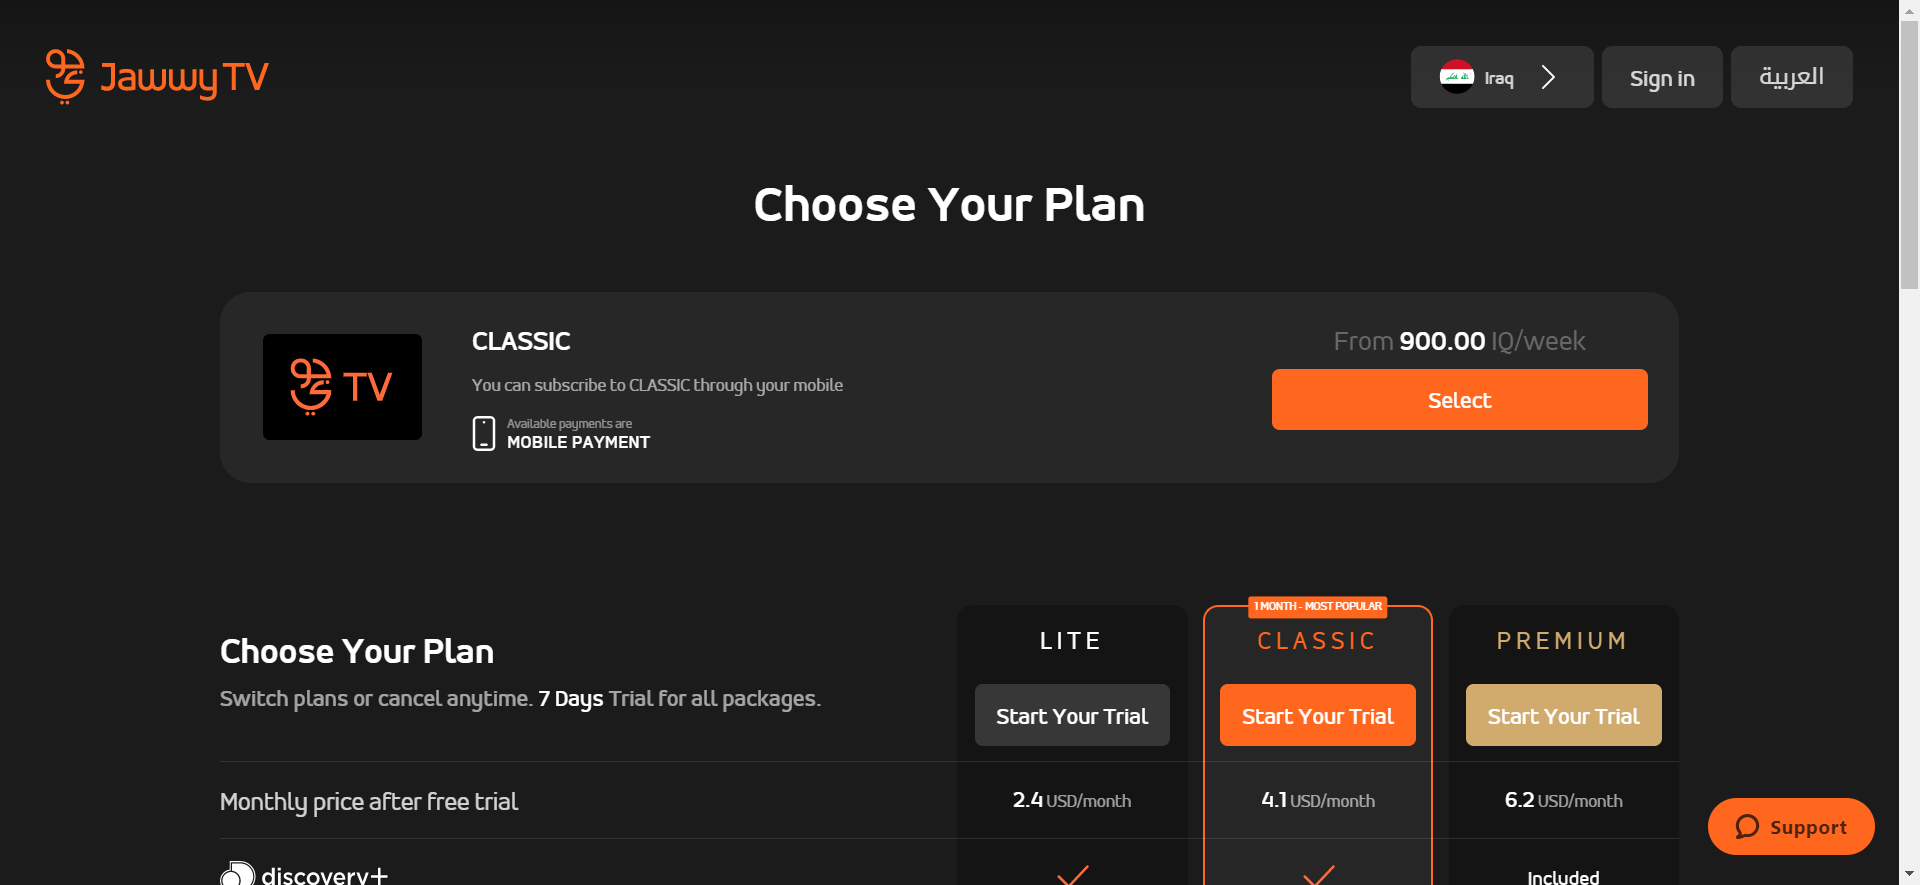 Jawwy TV
Iraq
Sign in
العربية
Choose Your Plan
TV
CLASSIC
You can subscribe to CLASSIC through your mobile
Available payments are
MOBILE PAYMENT
From 900.00 IQ/week
Select
Choose Your Plan
Switch plans or cancel anytime. 7 Days Trial for all packages.
LITE
Start Your Trial
1 MONTH - MOST POPULAR
CLASSIC
Start Your Trial
PREMIUM
Start Your Trial
Monthly price after free trial
2.4 USD/month
4.1 USD/month
6.2 USD/month
discovery+
Included
Support